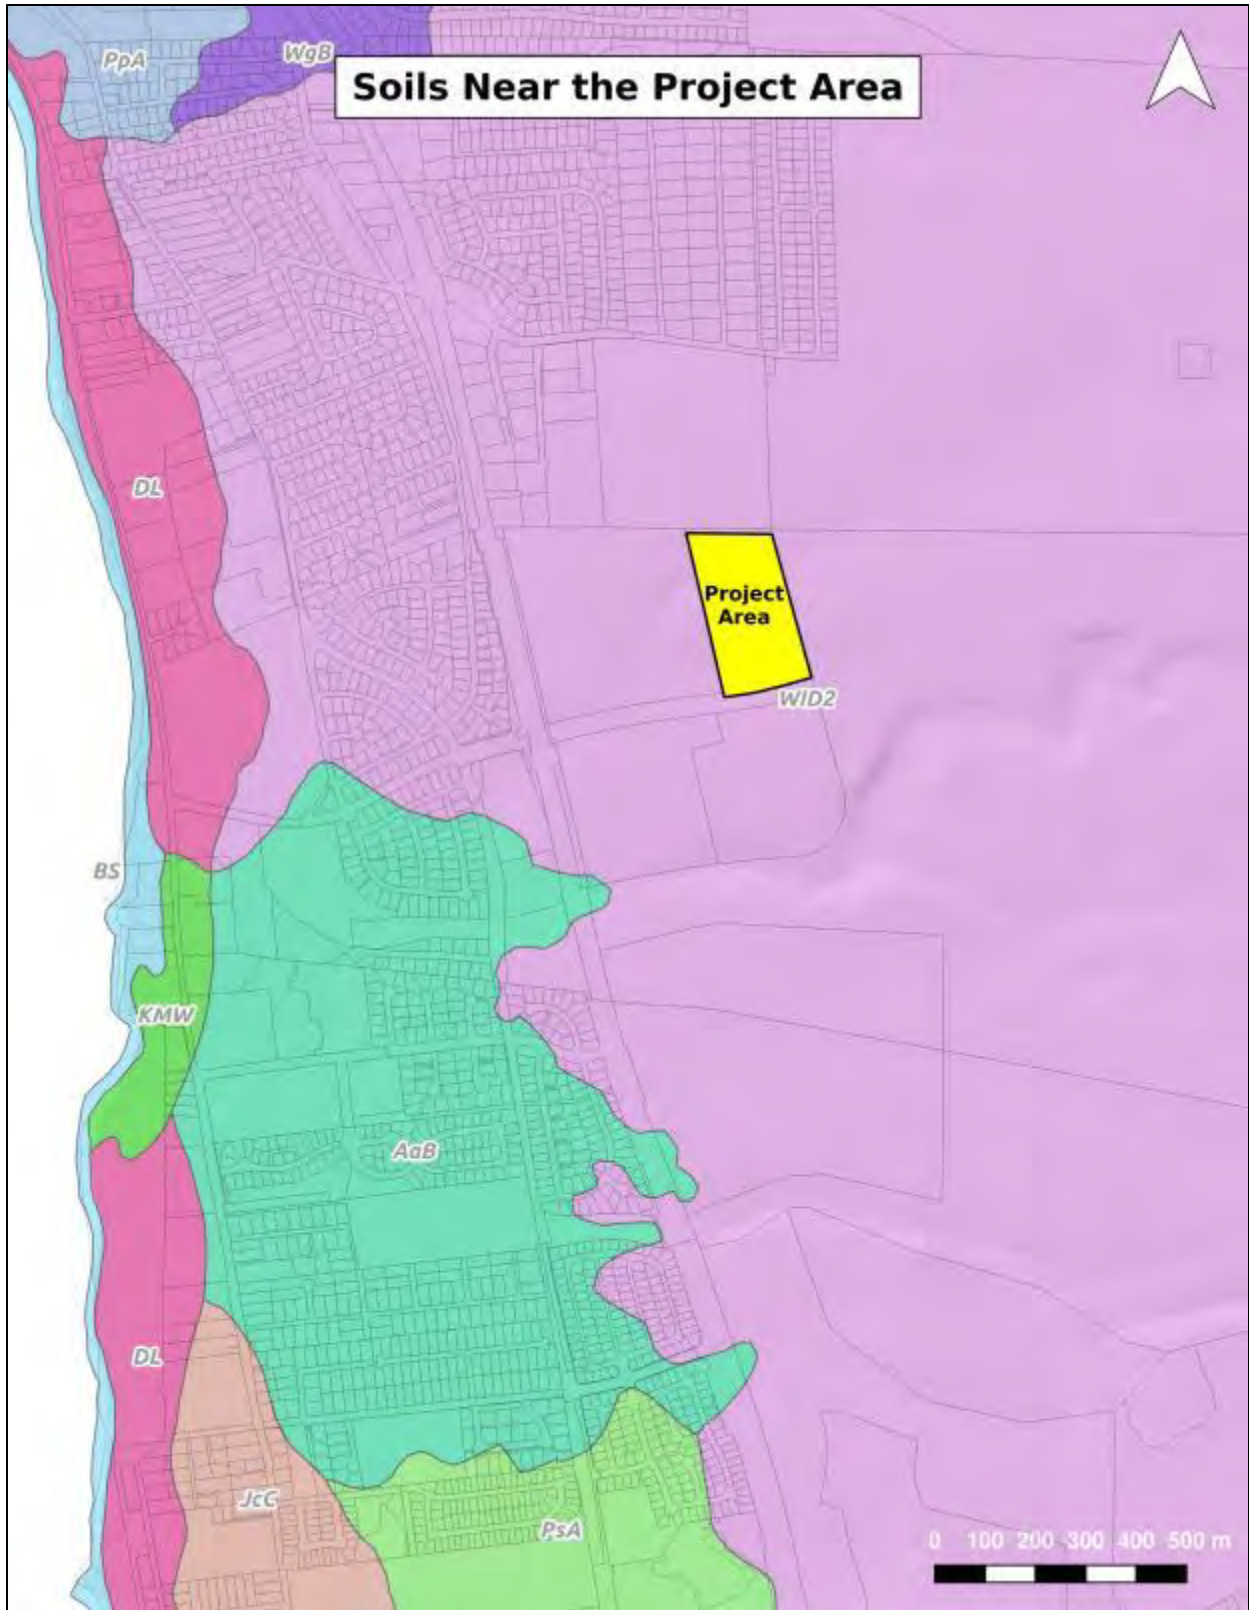 PpA
WgB
Soils Near the Project Area
DL
Project
Area
WID2
BS
KMW
AaB
DL
JcC
PsA
0 100 200 300 400 500 m